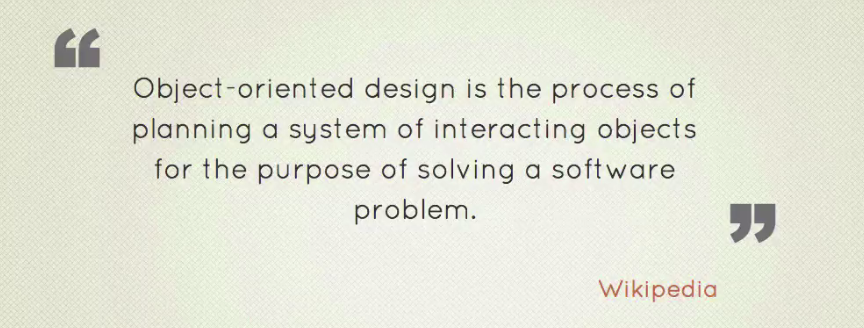 “
Object-oriented design is the process of
planning a system of interacting objects
for the purpose of solving a software
problem.
”
Wikipedia